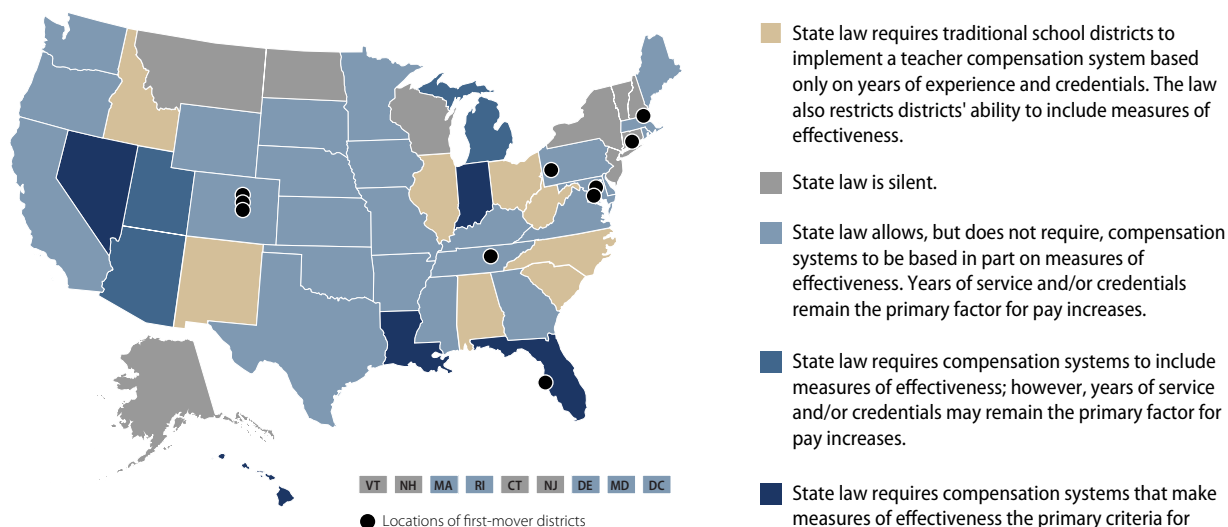 State law requires traditional school districts to
implement a teacher compensation system based
only on years of experience and credentials. The law
also restricts districts' ability to include measures of
effectiveness.
State law is silent.
State law allows, but does not require, compensation
systems to be based in part on measures of
effectiveness. Years of service and/or credentials
remain the primary factor for pay increases.
State law requires compensation systems to include
measures of effectiveness; however, years of service
and/or credentials may remain the primary factor for
pay increases.
State law requires compensation systems that make
measures of effectiveness the primary criteria for
VT NH MA RI CT NJ DE MD DC
Locations of first-mover districts